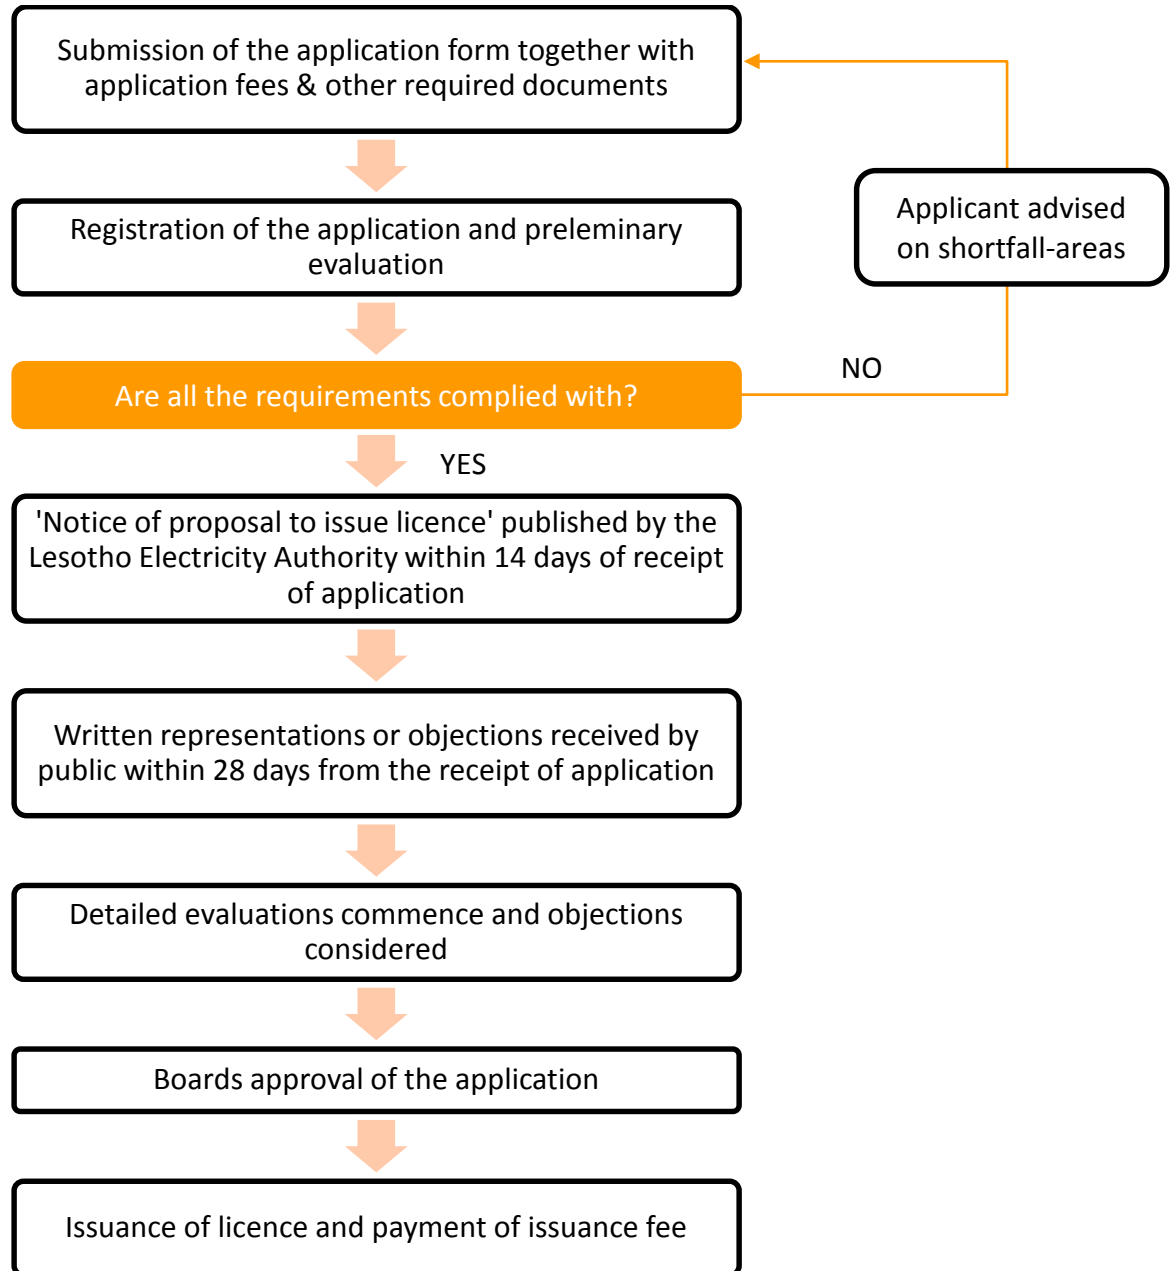 Submission of the application form together with
application fees & other required documents
Applicant advised
on shortfall-areas
Registration of the application and preleminary
evaluation
NO
Are all the requirements complied with?
YES
'Notice of proposal to issue licence' published by the
Lesotho Electricity Authority within 14 days of receipt
of application
Written representations or objections received by
public within 28 days from the receipt of application
Detailed evaluations commence and objections
considered
Boards approval of the application
Issuance of licence and payment of issuance fee